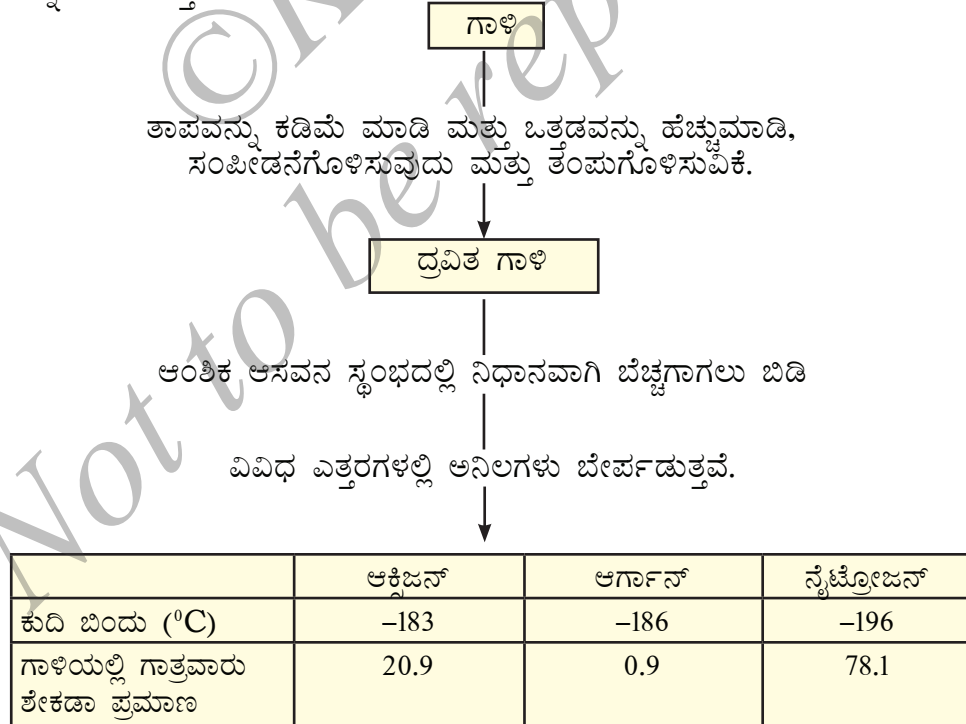 ಗಾಳಿ
ತಾಪವನ್ನು ಕಡಿಮೆ ಮಾಡಿ ಮತ್ತು ಒತ್ತಡವನ್ನು ಹೆಚ್ಚುಮಾಡಿ,
ಸಂಪೀಡನೆಗೊಳಿಸುವುದು ಮತ್ತು ತಂಪುಗೊಳಿಸುವಿಕೆ.
ದ್ರವಿತ ಗಾಳಿ
ಆಂಶಿಕ ಆಸವನ ಸ್ಥಂಭದಲ್ಲಿ ನಿಧಾನವಾಗಿ ಬೆಚ್ಚಗಾಗಲು ಬಿಡಿ
ವಿವಿಧ ಎತ್ತರಗಳಲ್ಲಿ ಅನಿಲಗಳು ಬೇರ್ಪಡುತ್ತವೆ.
ಆಕ್ಸಿಜನ್ ಆರ್ಗಾನ್ ನೈಟ್ರೋಜನ್
ಕುದಿ ಬಿಂದು (⁰C) –183 –186 –196
ಗಾಳಿಯಲ್ಲಿ ಗಾತ್ರವಾರು 20.9 0.9 78.1
ಶೇಕಡಾ ಪ್ರಮಾಣ
Not to be rep